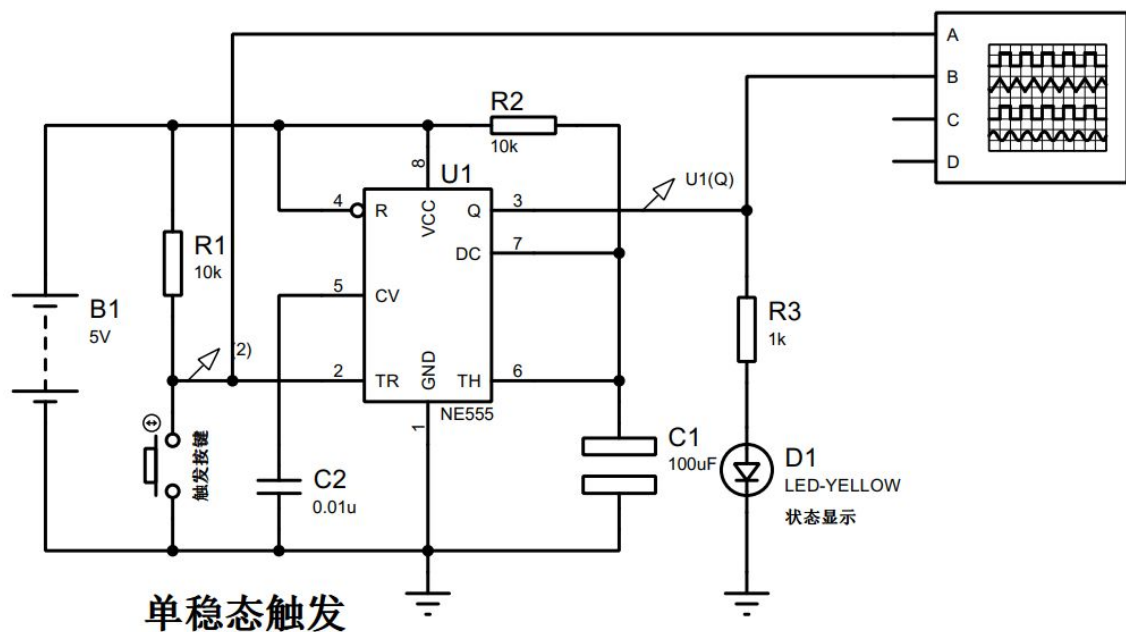 A
B
C
D
R2
10k
8
U1
U1(Q)
4
R
VCC
Q
3
DC
7
R1
10k
5
CV
B1
5V
R3
1k
2)
2
TR
GND
TH
6
1
NE555
触发按键
C1
100uF
C2
0.01u
D1
LED-YELLOW
状态显示
单稳态触发